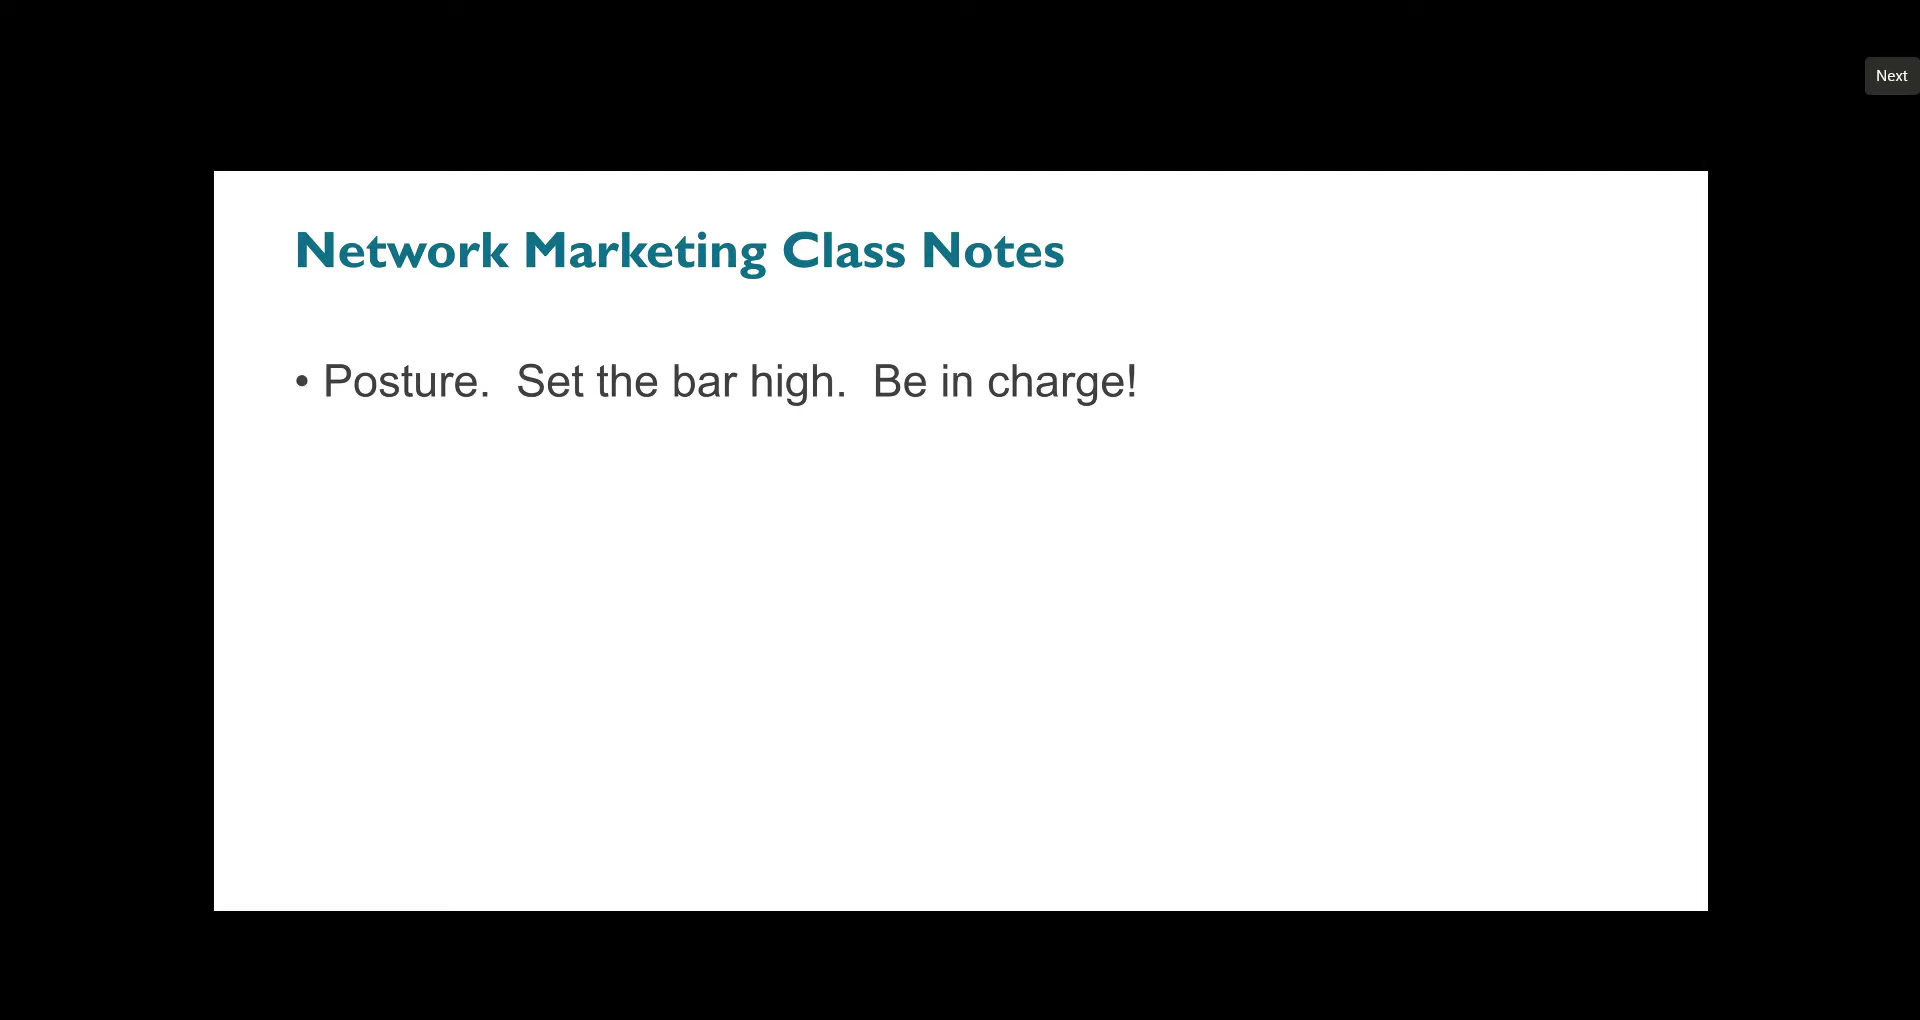 Next
Network Marketing Class Notes
• Posture.  Set the bar high.  Be in charge!